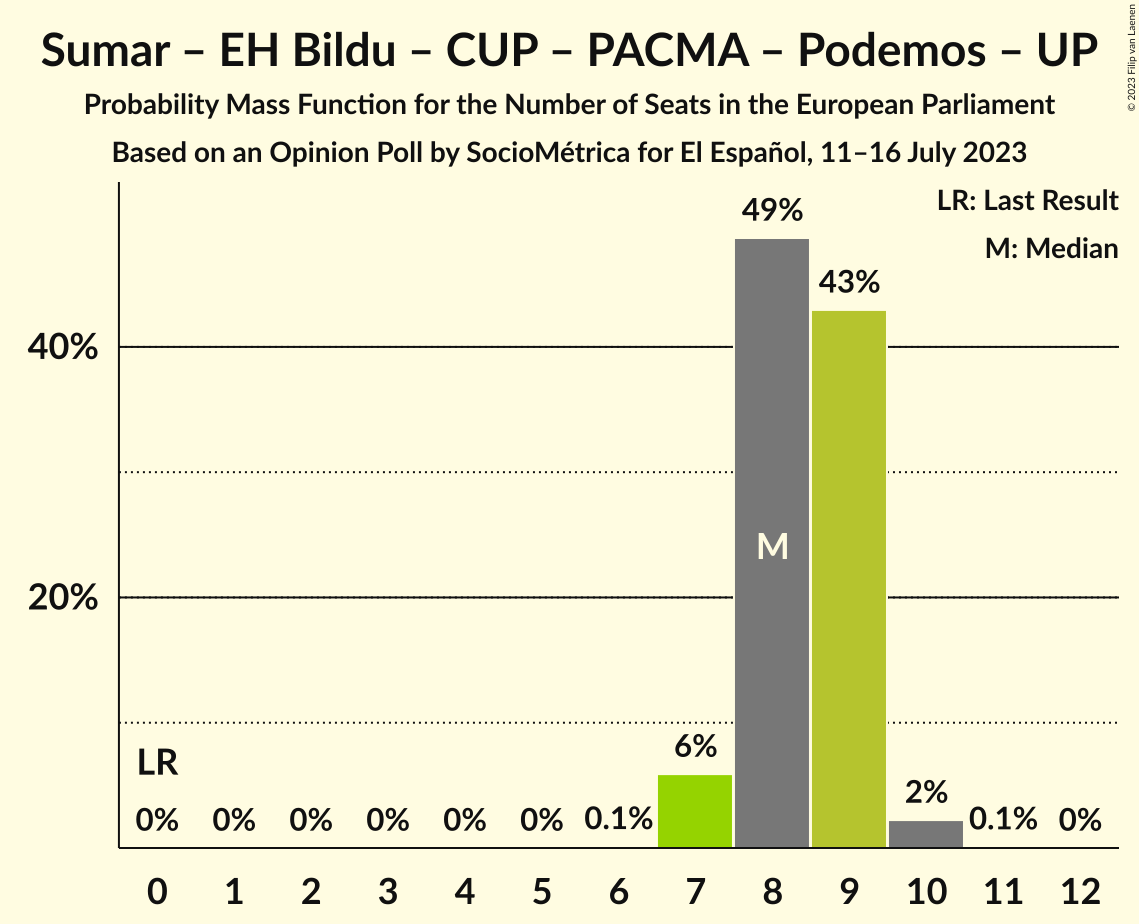 Sumar – EH Bildu – CUP – PACMA – Podemos – UP
Probability Mass Function for the Number of Seats in the European Parliament
Based on an Opinion Poll by SocioMétrica for El Español, 11–16 July 2023
© 2023 Filip van Laenen
LR: Last Result
M: Median
49%
43%
40%
M
20%
6%
LR
2%
0% 0% 0% 0% 0% 0% 0.1% 0.1% 0%
0 1 2 3 4 5 6 7 8 9 10 11 12